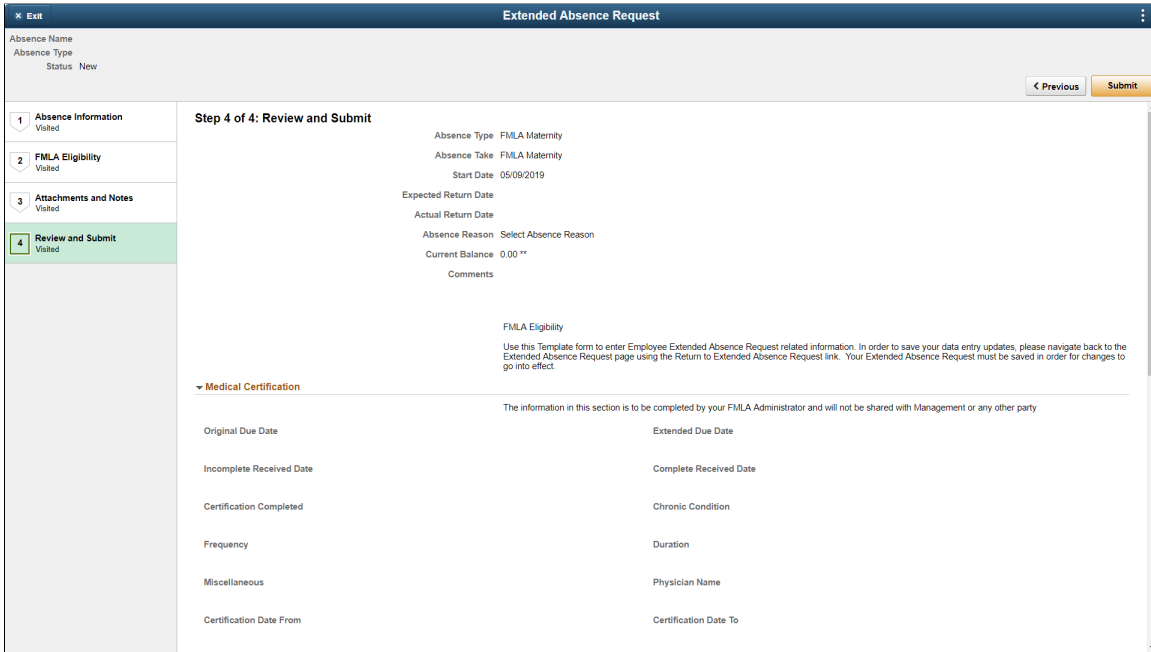 × Exit
Extended Absence Request
Absence Name
Absence Type
Status New
Previous
Submit
1 Absence Information
Visited
2 FMLA Eligibility
Visited
3 Attachments and Notes
Visited
4 Review and Submit
Visited
Step 4 of 4: Review and Submit
Absence Type FMLA Maternity
Absence Take FMLA Maternity
Start Date 05/09/2019
Expected Return Date
Actual Return Date
Absence Reason Select Absence Reason
Current Balance 0.00 **
Comments
FMLA Eligibility
Use this Template form to enter Employee Extended Absence Request related information. In order to save your data entry updates, please navigate back to the
Extended Absence Request page using the Return to Extended Absence Request link. Your Extended Absence Request must be saved in order for changes to
go into effect.
Medical Certification
The information in this section is to be completed by your FMLA Administrator and will not be shared with Management or any other party
Original Due Date Extended Due Date
Incomplete Received Date Complete Received Date
Certification Completed Chronic Condition
Frequency Duration
Miscellaneous Physician Name
Certification Date From Certification Date To